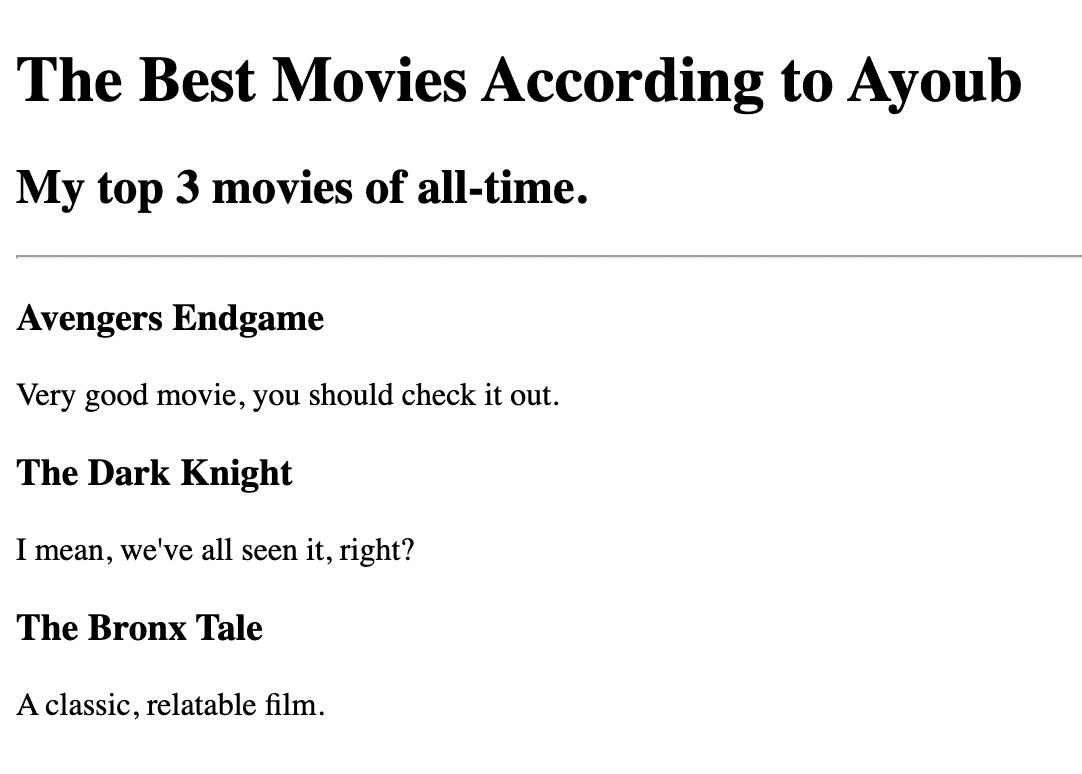 The Best Movies According to Ayoub
My top 3 movies of all-time.
Avengers Endgame
Very good movie, you should check it out.
The Dark Knight
I mean, we've all seen it, right?
The Bronx Tale
A classic, relatable film.